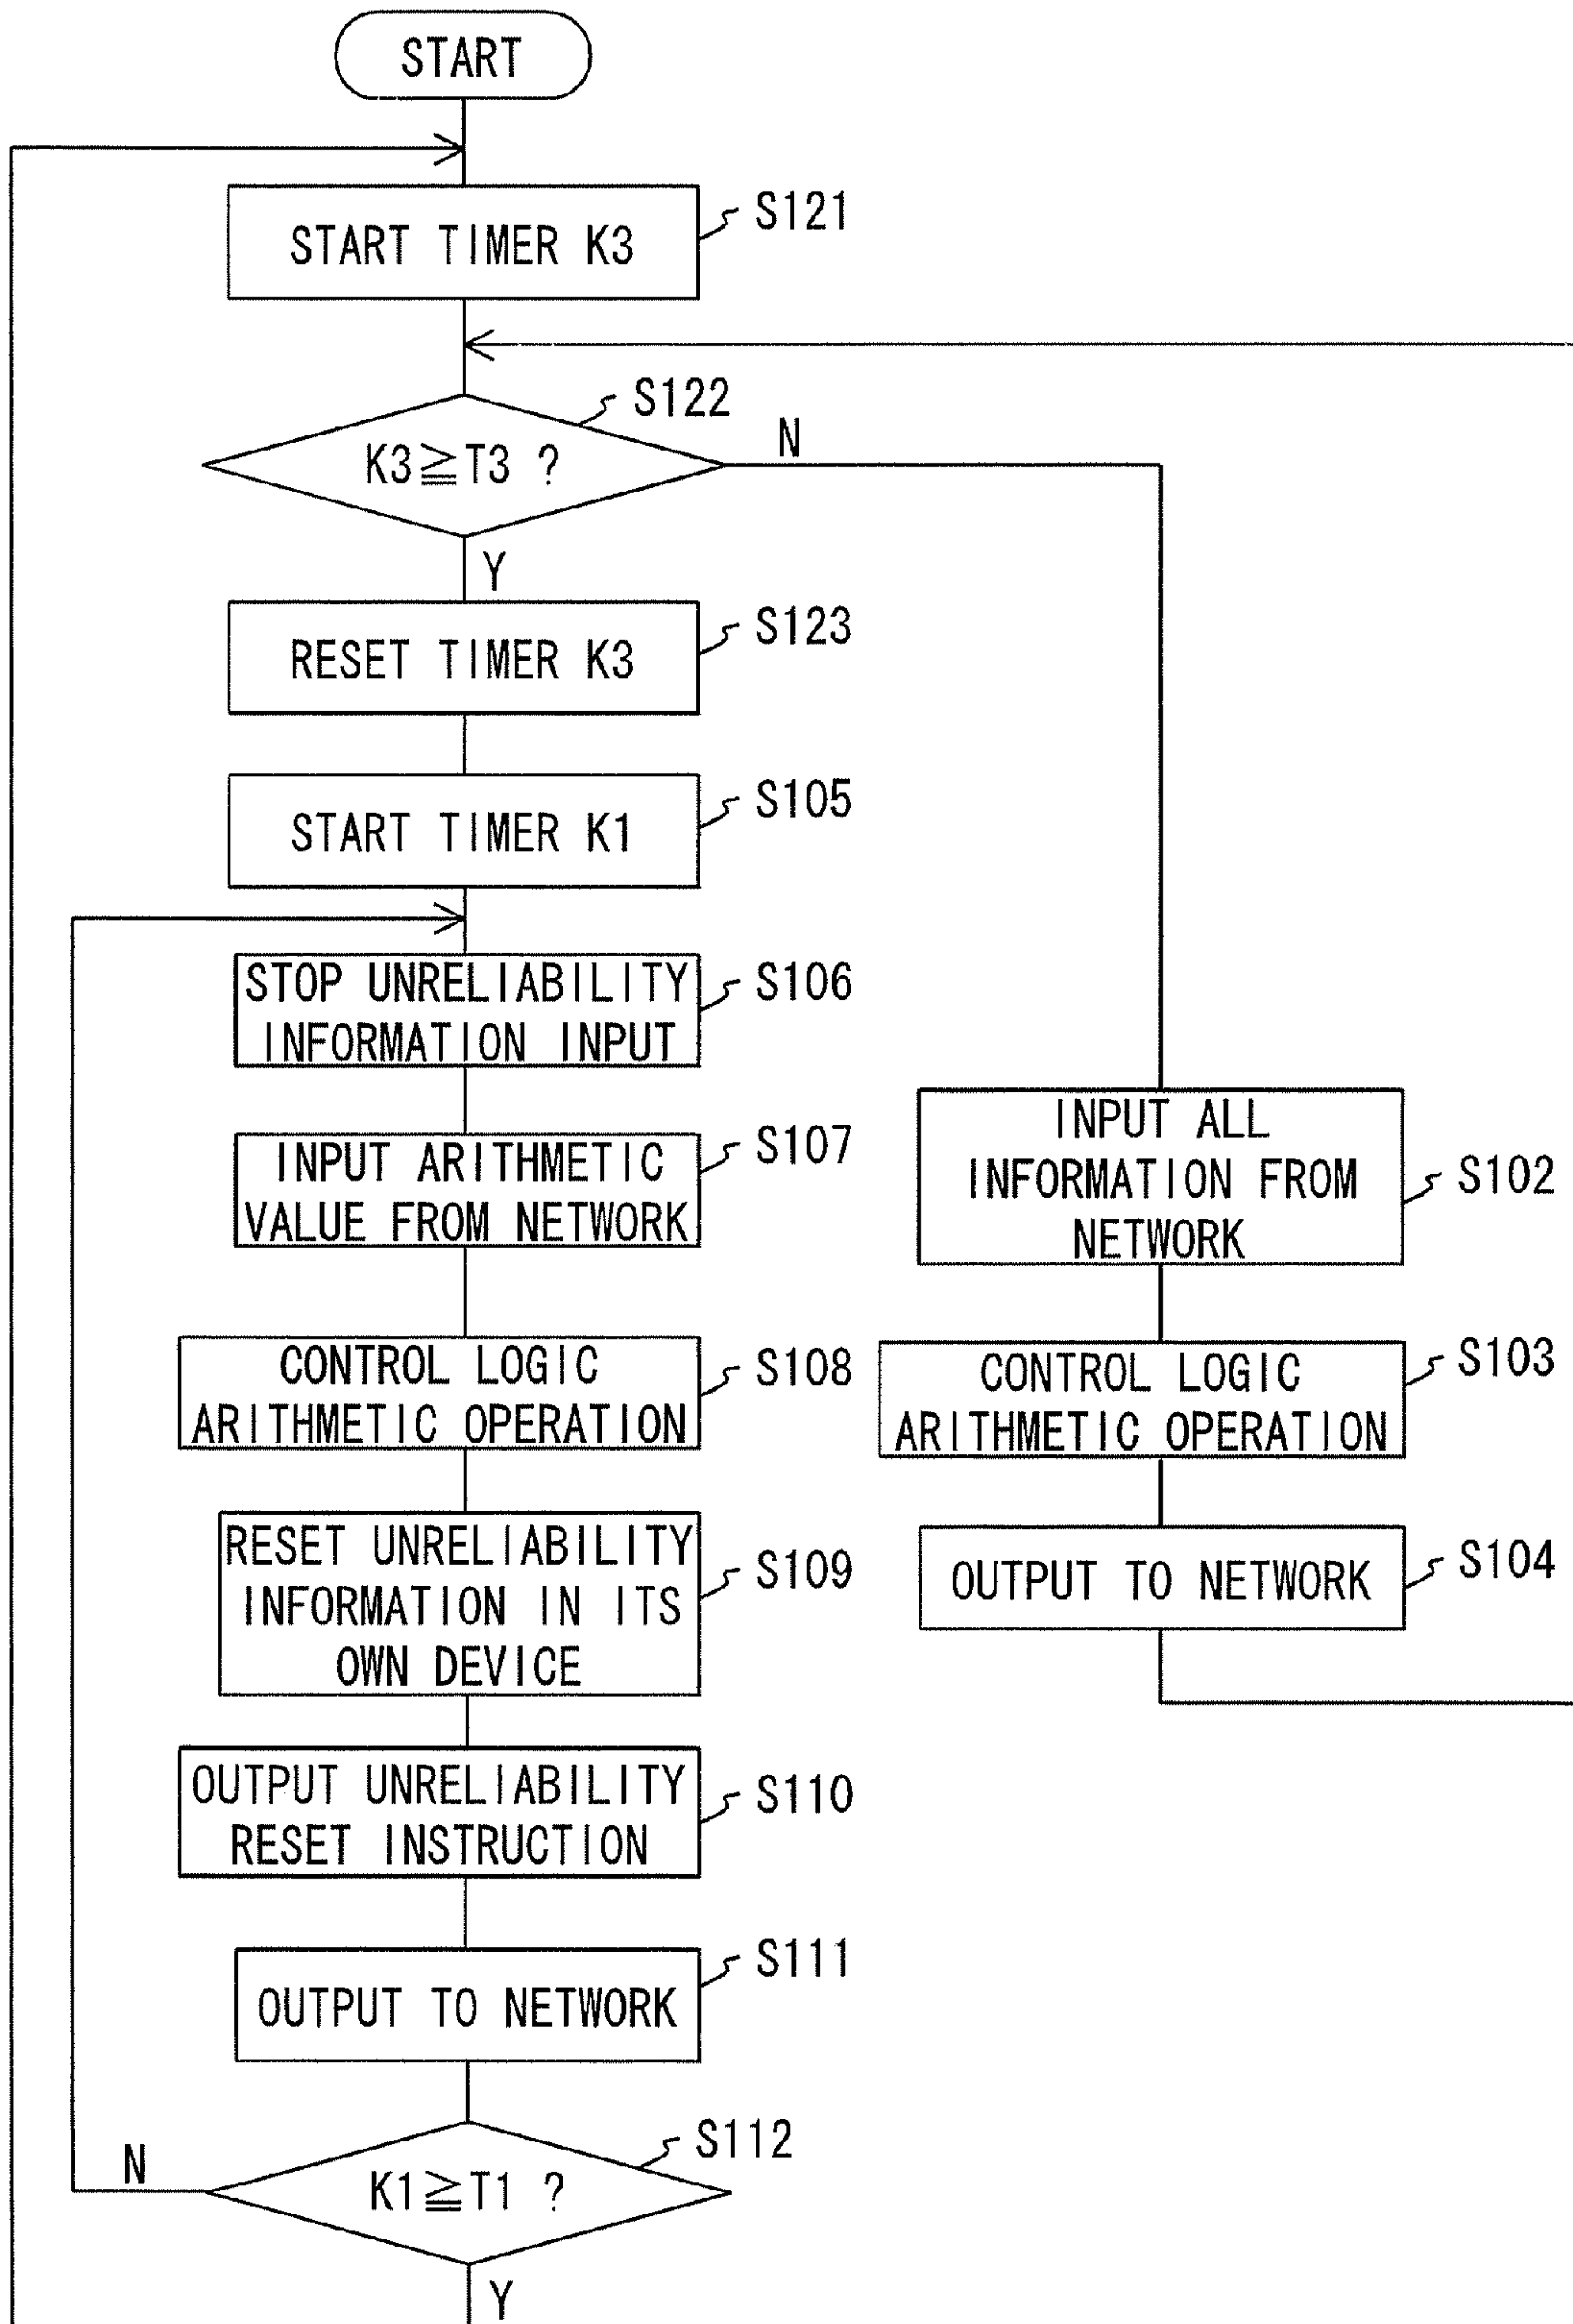 START
START TIMER K3
S121
S122
K3≧T3 ?
N
Y
RESET TIMER K3
S123
START TIMER K1
S105
STOP UNRELIABILITY
INFORMATION INPUT
S106
INPUT ARITHMETIC
VALUE FROM NETWORK
S107
CONTROL LOGIC
ARITHMETIC OPERATION
S108
RESET UNRELIABILITY
INFORMATION IN ITS
OWN DEVICE
S109
OUTPUT UNRELIABILITY
RESET INSTRUCTION
S110
OUTPUT TO NETWORK
S111
S112
K1≧T1 ?
N
Y
INPUT ALL
INFORMATION FROM
NETWORK
S102
CONTROL LOGIC
ARITHMETIC OPERATION
S103
OUTPUT TO NETWORK
S104